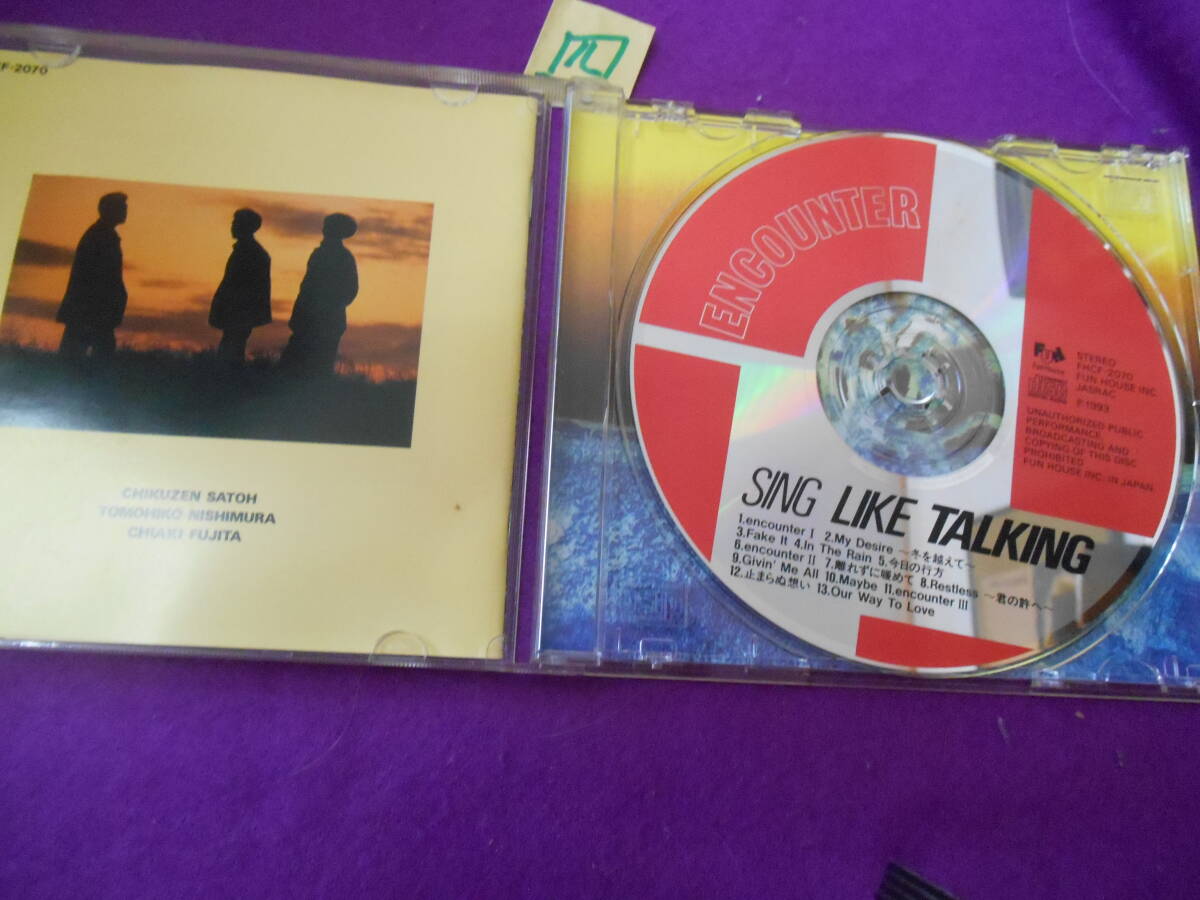 F-2070
四
CHIKUZEN SATOH
TOMOHIKO NISHIMURA
CHIAKI FUJITA
ENCOUNTER
FUN
STEREO
FHCF-2070
FUN HOUSE INC.
JASRAC
℗1993
UNAUTHORIZED PUBLIC
PERFORMANCE,
BROADCASTING AND
COPYING OF THIS DISC
PROHIBITED
FUN HOUSE INC. IN JAPAN.
SING LIKE TALKING
1.encounter I 2.My Desire ～冬を越えて～
3.Fake It 4.In The Rain 5.今日の行方
6.encounter II 7.離れずに暖めて 8.Restless ～君の許へ～
9.Givin' Me All 10.Maybe 11.encounter III
12.止まらぬ想い 13.Our Way To Love